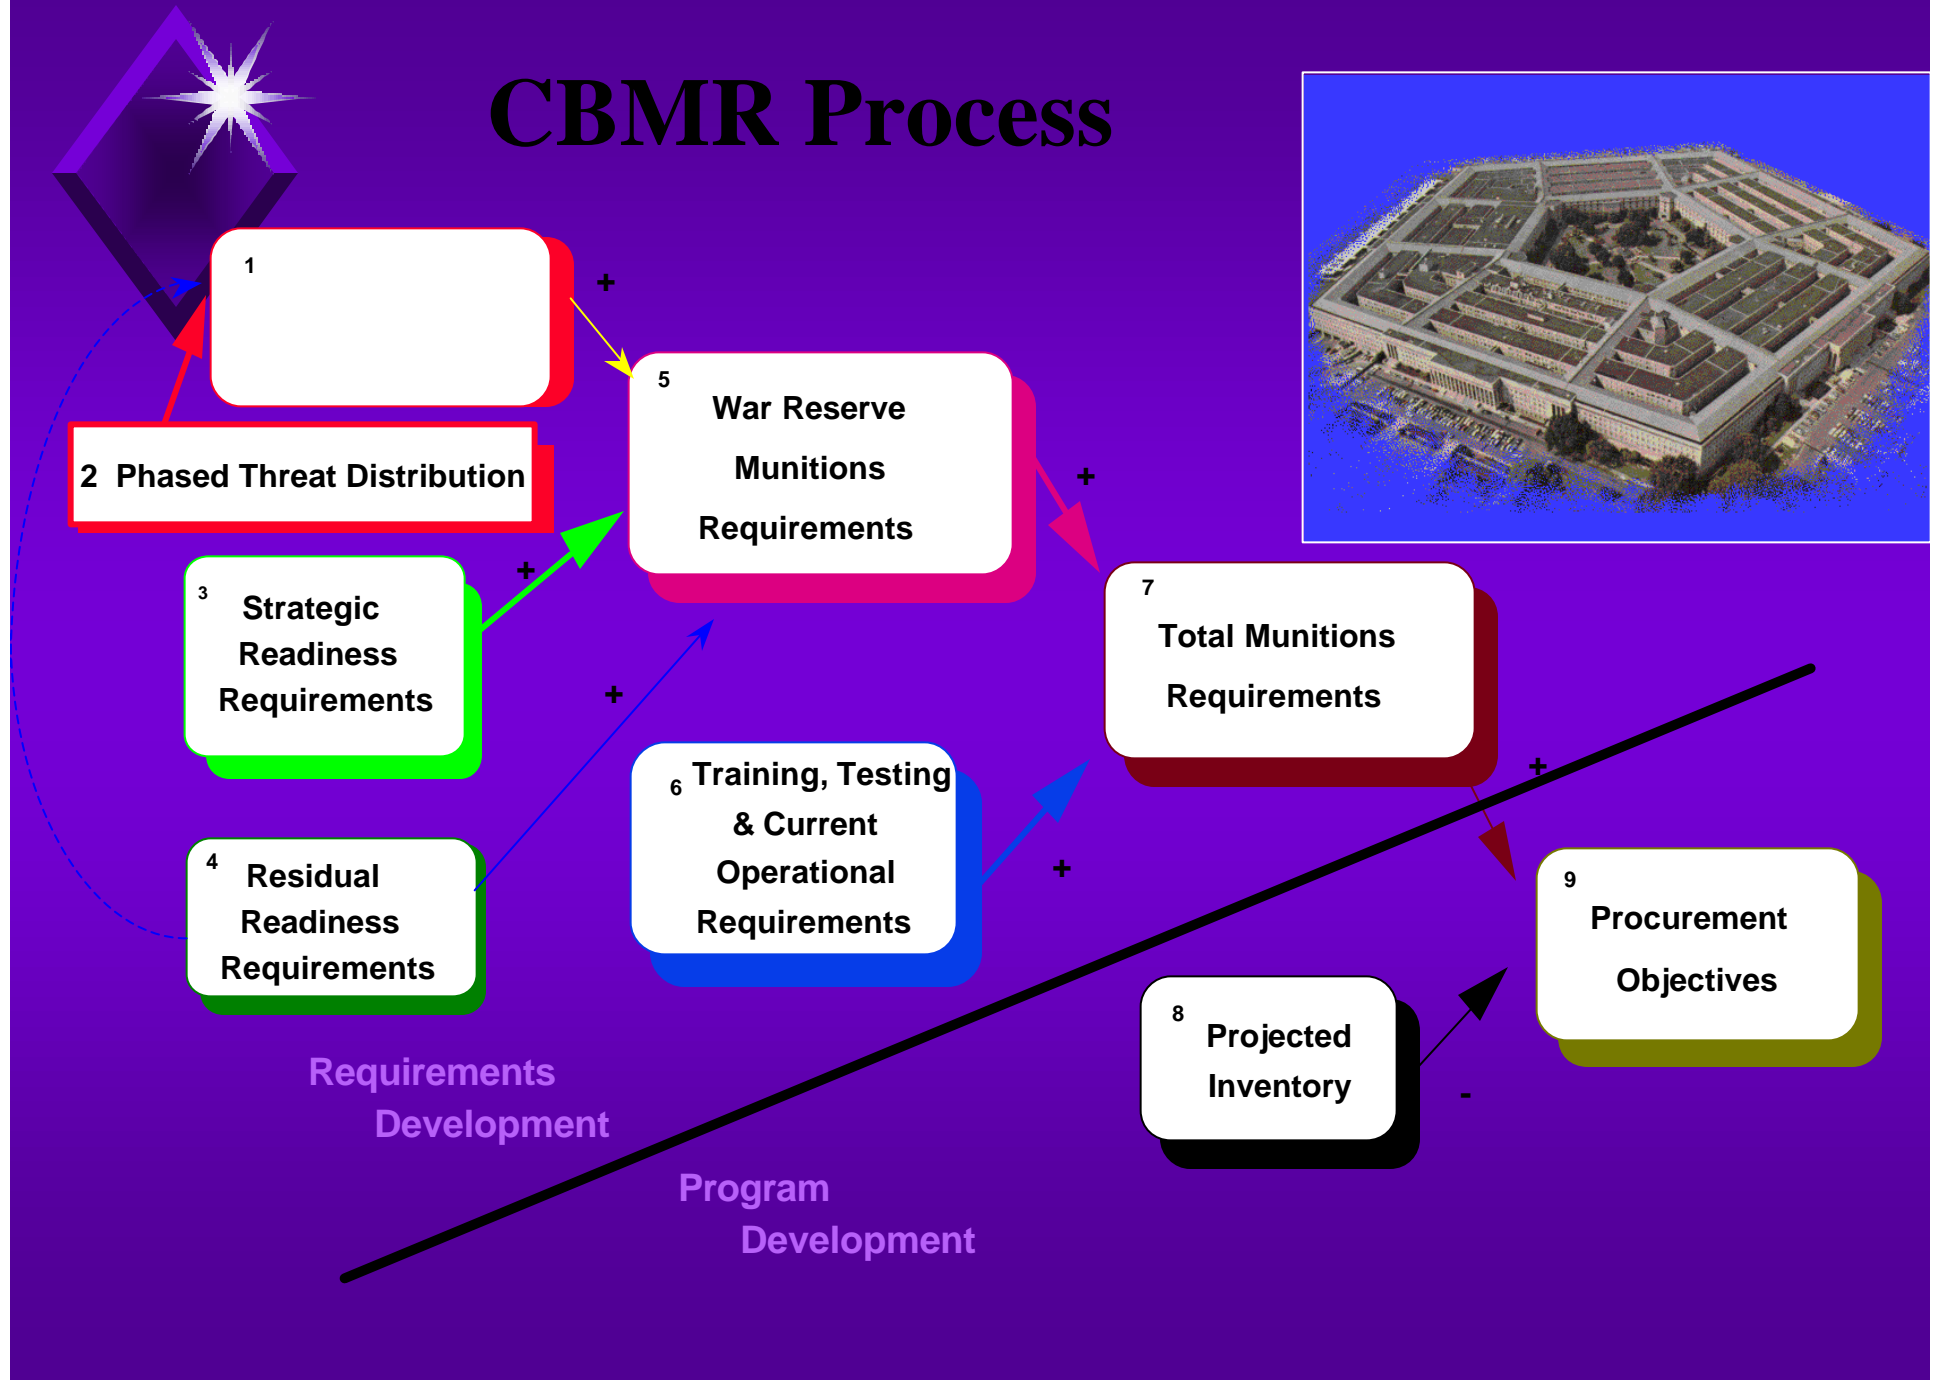 CBMR Process
1
+
2 Phased Threat Distribution
5
War Reserve
Munitions
Requirements
+
3
Strategic
Readiness
Requirements
+
4
Residual
Readiness
Requirements
+
6 Training, Testing
& Current
Operational
Requirements
+
7
Total Munitions
Requirements
+
8
Projected
Inventory
-
9
Procurement
Objectives
Requirements
Development
Program
Development